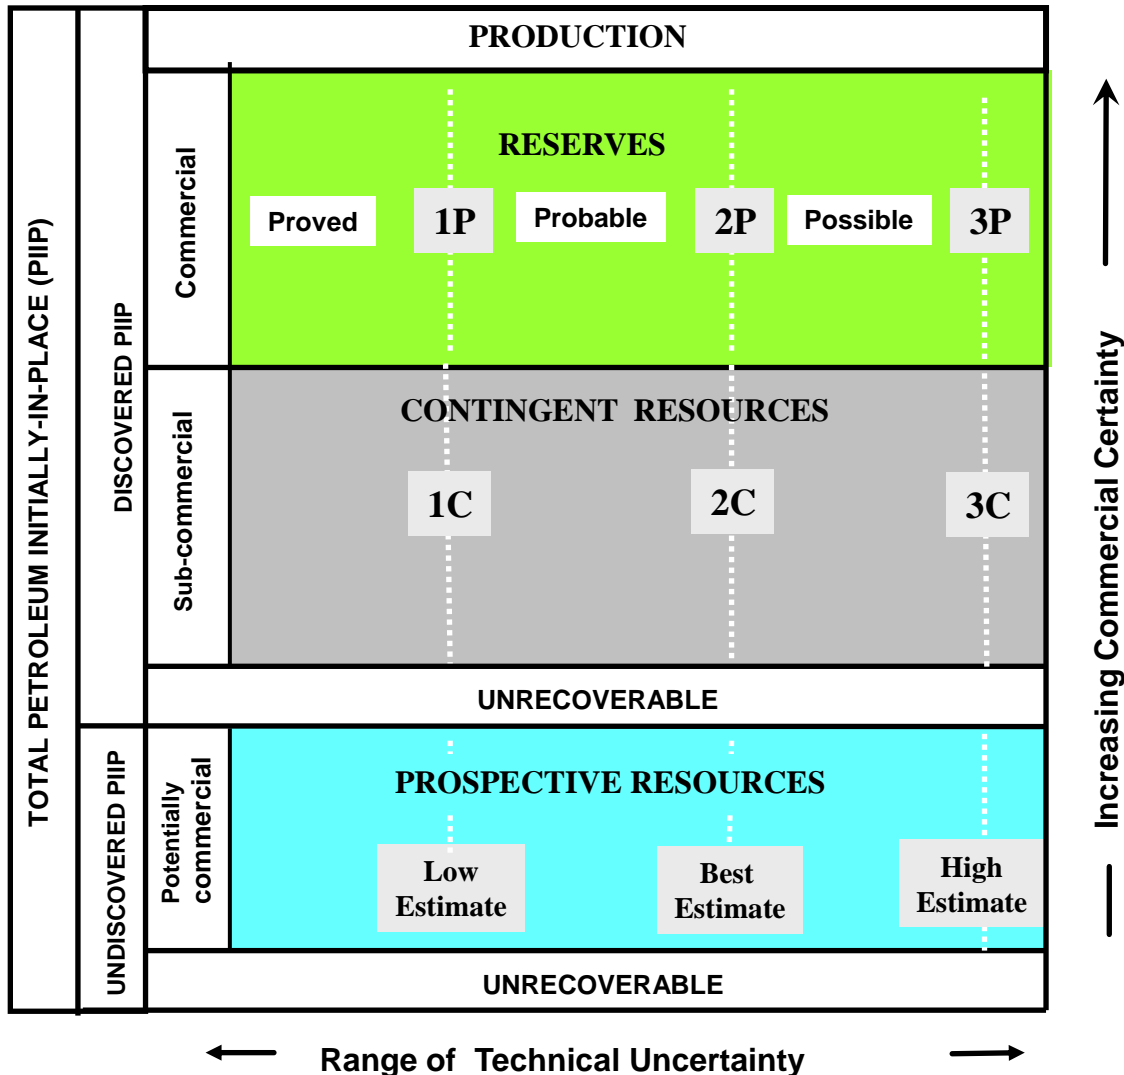 PRODUCTION
RESERVES
Proved
1P
Probable
2P
Possible
3P
Commercial
CONTINGENT RESOURCES
1C
2C
3C
Sub-commercial
UNRECOVERABLE
DISCOVERED PIIP
PROSPECTIVE RESOURCES
Low
Estimate
Best
Estimate
High
Estimate
Potentially
commercial
UNRECOVERABLE
UNDISCOVERED PIIP
TOTAL PETROLEUM INITIALLY-IN-PLACE (PIIP)
Increasing Commercial Certainty
Range of Technical Uncertainty